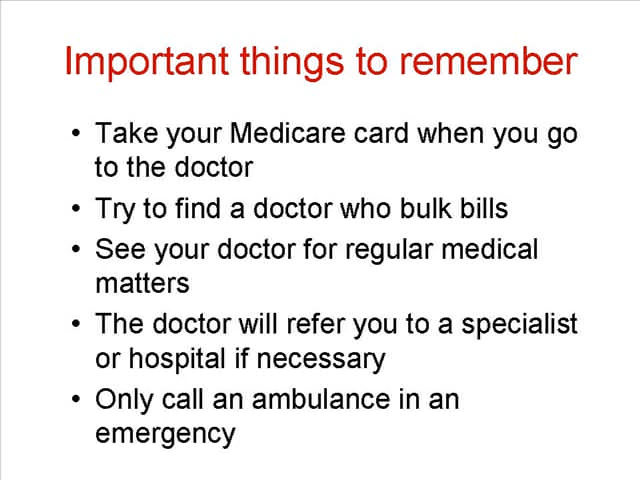 Important things to remember
• Take your Medicare card when you go
to the doctor
• Try to find a doctor who bulk bills
• See your doctor for regular medical
matters
• The doctor will refer you to a specialist
or hospital if necessary
• Only call an ambulance in an
emergency